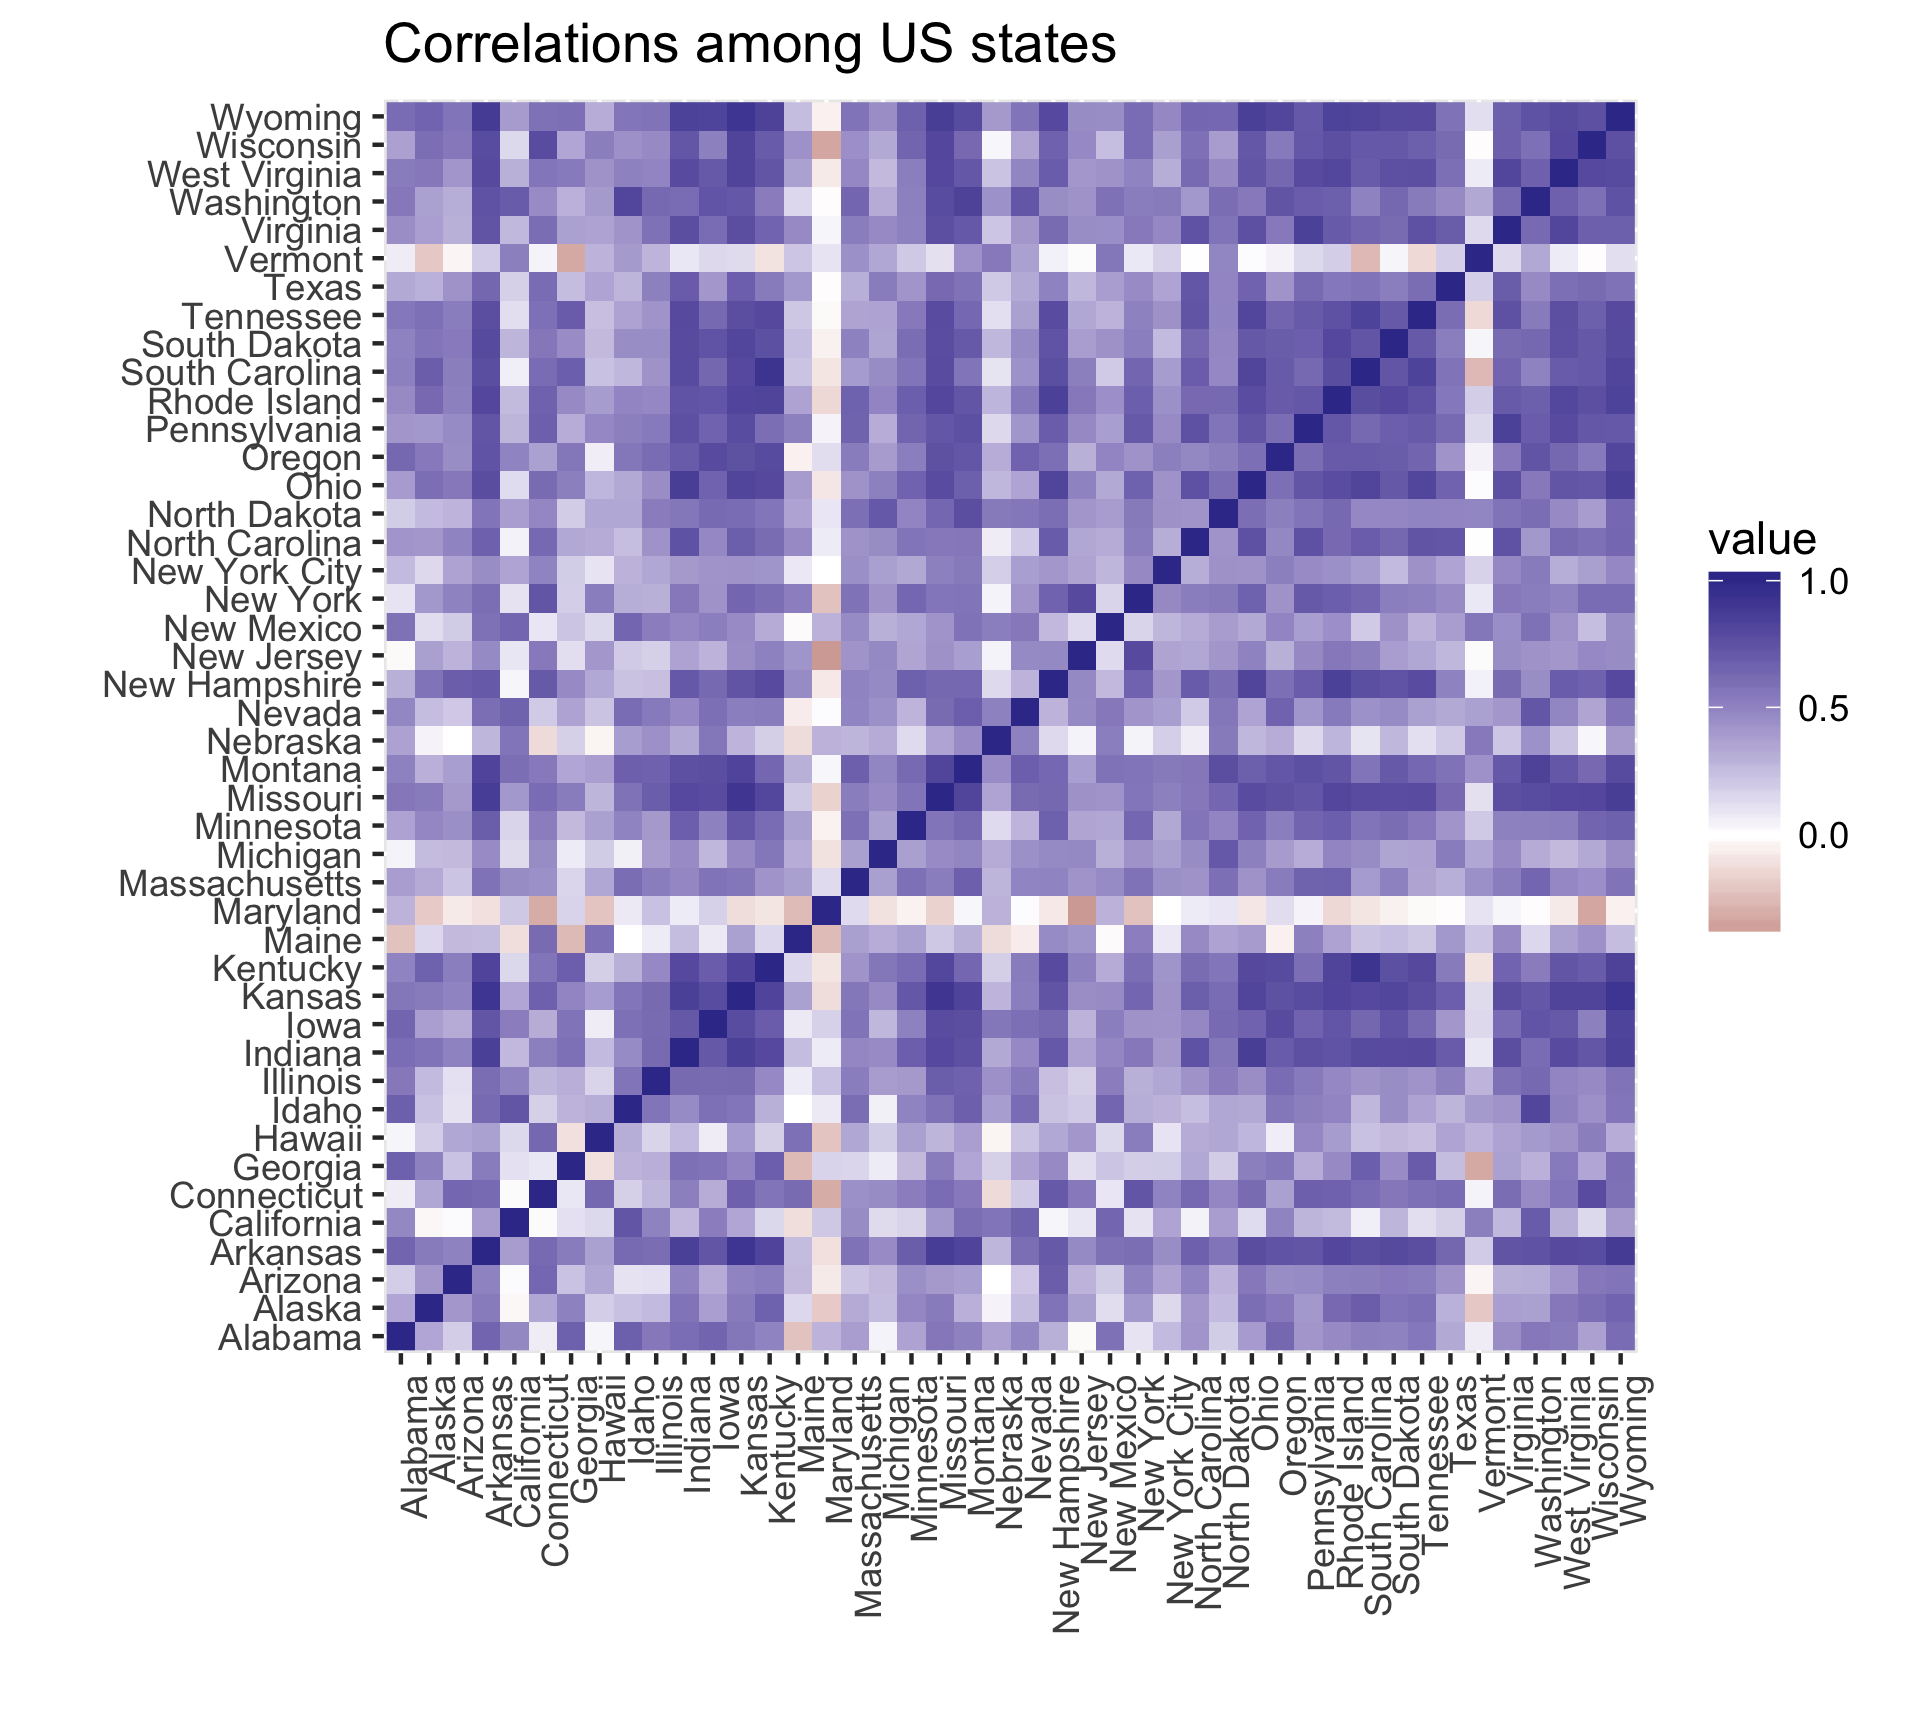 Correlations among US states
Wyoming
Wisconsin
West Virginia
Washington
Virginia
Vermont
Texas
Tennessee
South Dakota
South Carolina
Rhode Island
Pennsylvania
Oregon
Ohio
North Dakota
North Carolina
New York City
New York
New Mexico
New Jersey
New Hampshire
Nevada
Nebraska
Montana
Missouri
Minnesota
Michigan
Massachusetts
Maryland
Maine
Kentucky
Kansas
Iowa
Indiana
Illinois
Idaho
Hawaii
Georgia
Connecticut
California
Arkansas
Arizona
Alaska
Alabama
Alabama
Alaska
Arizona
Arkansas
California
Connecticut
Georgia
Hawaii
Idaho
Illinois
Indiana
Iowa
Kansas
Kentucky
Maine
Maryland
Massachusetts
Michigan
Minnesota
Missouri
Montana
Nebraska
Nevada
New Hampshire
New Jersey
New Mexico
New York
New York City
North Carolina
North Dakota
Ohio
Oregon
Pennsylvania
Rhode Island
South Carolina
South Dakota
Tennessee
Texas
Vermont
Virginia
Washington
West Virginia
Wisconsin
Wyoming
value
1.0
0.5
0.0